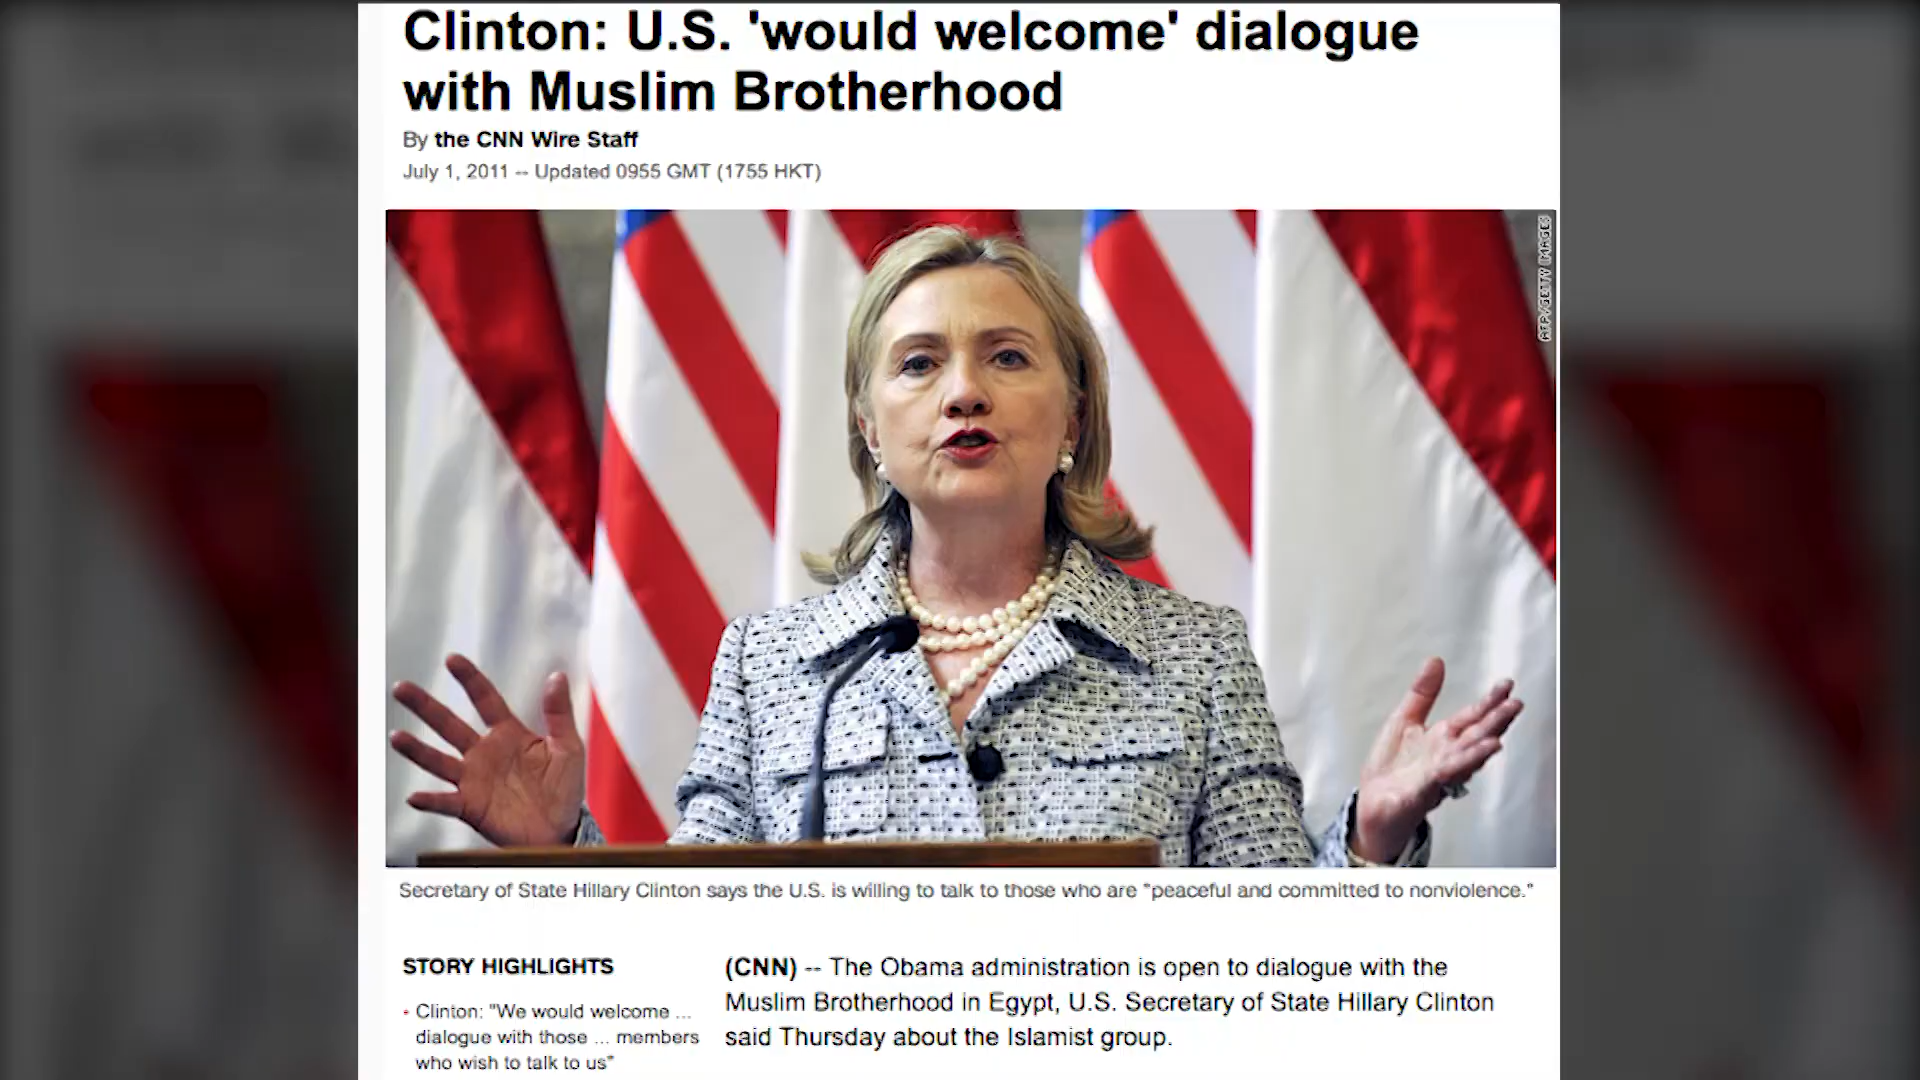 Clinton: U.S. 'would welcome' dialogue
with Muslim Brotherhood
By the CNN Wire Staff
July 1, 2011 -- Updated 0955 GMT (1755 HKT)
AFP/GETTY IMAGES
Secretary of State Hillary Clinton says the U.S. is willing to talk to those who are "peaceful and committed to nonviolence."
STORY HIGHLIGHTS
Clinton: "We would welcome ...
dialogue with those ... members
who wish to talk to us"
(CNN) -- The Obama administration is open to dialogue with the
Muslim Brotherhood in Egypt, U.S. Secretary of State Hillary Clinton
said Thursday about the Islamist group.